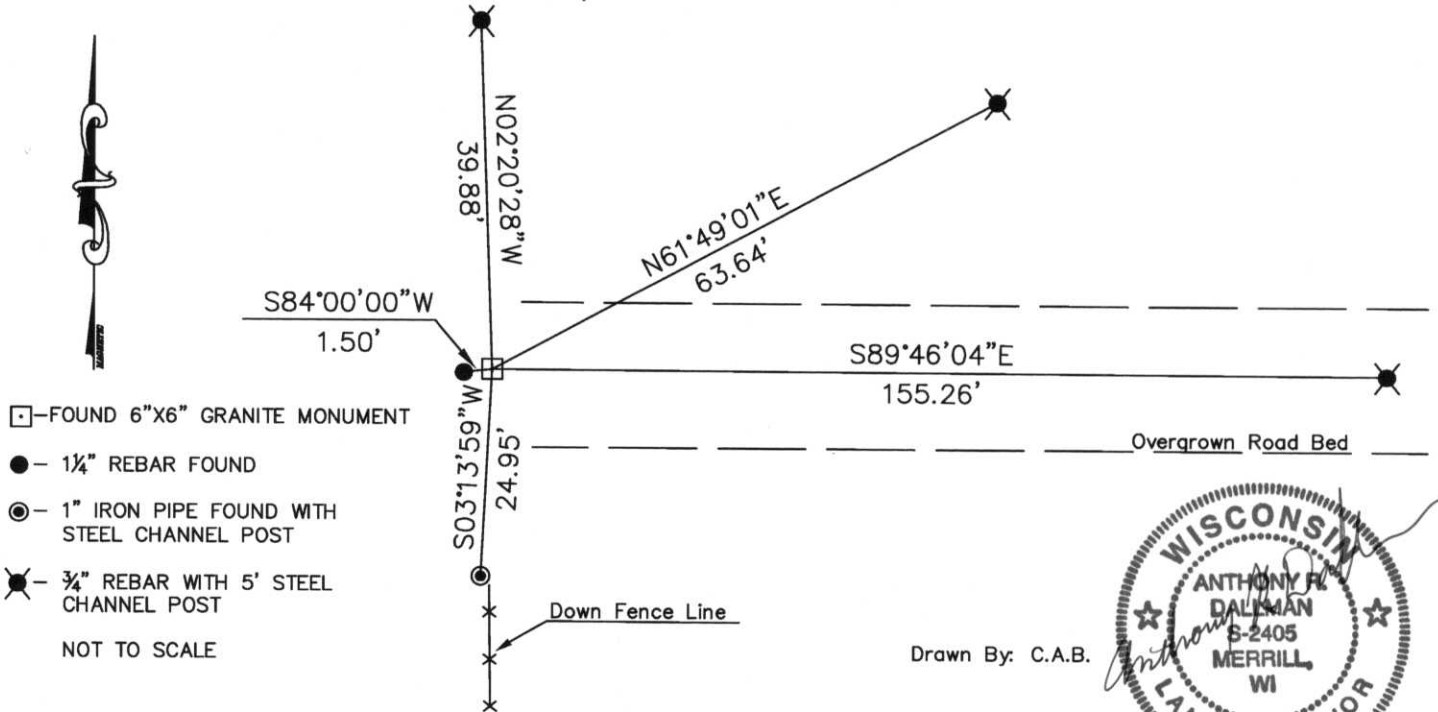 N02°20'28"W
39.88'
N61°49'01"E
63.64'
S84°00'00"W
1.50'
S89°46'04"E
155.26'
S03°13'59"W
24.95'
Overgrown Road Bed
⊡-FOUND 6"X6" GRANITE MONUMENT
●- 1¼" REBAR FOUND
◉- 1" IRON PIPE FOUND WITH
STEEL CHANNEL POST
- ¾" REBAR WITH 5' STEEL
CHANNEL POST
NOT TO SCALE
Down Fence Line
Drawn By: C.A.B.
WISCONSIN
ANTHONY R.
DALLMAN
S-2405
MERRILL,
WI